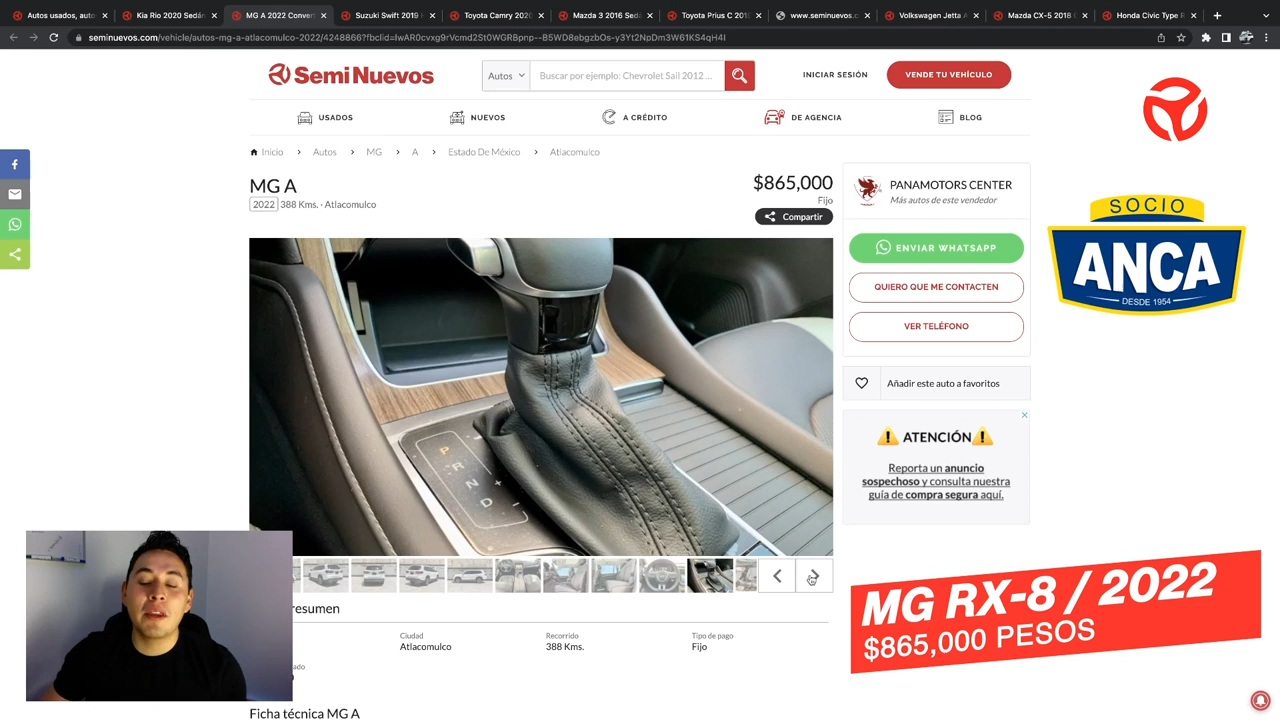 Autos usados, auto
Kia Rio 2020 Sedán
MG A 2022 Convert
Suzuki Swift 2019 H
Toyota Camry 2020
Mazda 3 2016 Seda
Toyota Prius C 2018
www.seminuevos.c
Volkswagen Jetta A
Mazda CX-5 2018 C
Honda Civic Type R
seminuevos.com/vehicle/autos-mg-a-atlacomulco-2022/4248866?fbclid=IwAR0cvxg9rVcmd2St0WGRBpnp--B5WD8ebgzbOs-y3Yt2NpDm3W61KS4qH4I
SemiNuevos
Autos
Buscar por ejemplo: Chevrolet Sail 2012 ...
INICIAR SESIÓN
VENDE TU VEHÍCULO
USADOS
NUEVOS
A CRÉDITO
DE AGENCIA
BLOG
Inicio > Autos > MG > A > Estado De México > Atlacomulco
MG A
2022 388 Kms. - Atlacomulco
$865,000
Fijo
Compartir
PANAMOTORS CENTER
Más autos de este vendedor
ENVIAR WHATSAPP
QUIERO QUE ME CONTACTEN
VER TELÉFONO
Añadir este auto a favoritos
ATENCIÓN
Reporta un anuncio
sospechoso y consulta nuestra
guía de compra segura aquí.
SOCIO
ANCA
DESDE 1954
P
R
N
D
+
-
resumen
Ciudad
Atlacomulco
Recorrido
388 Kms.
Tipo de pago
Fijo
Ficha técnica MG A
MG RX-8 / 2022
$865,000 PESOS